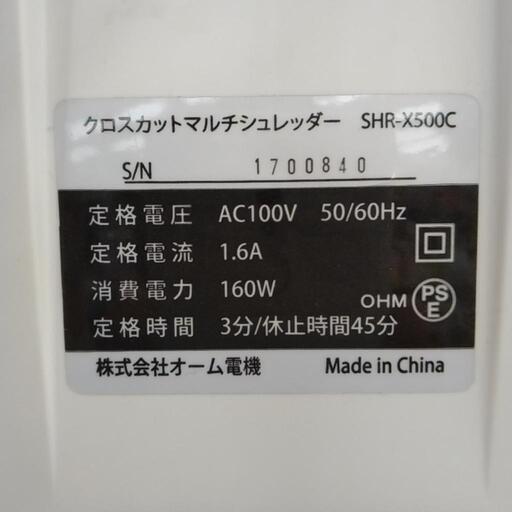 クロスカットマルチシュレッダー SHR-X500C
S/N 1700840
定格電圧 AC100V 50/60Hz
定格電流 1.6A
消費電力 160W
OHM PSE
定格時間 3分/休止時間45分
株式会社オーム電機 Made in China